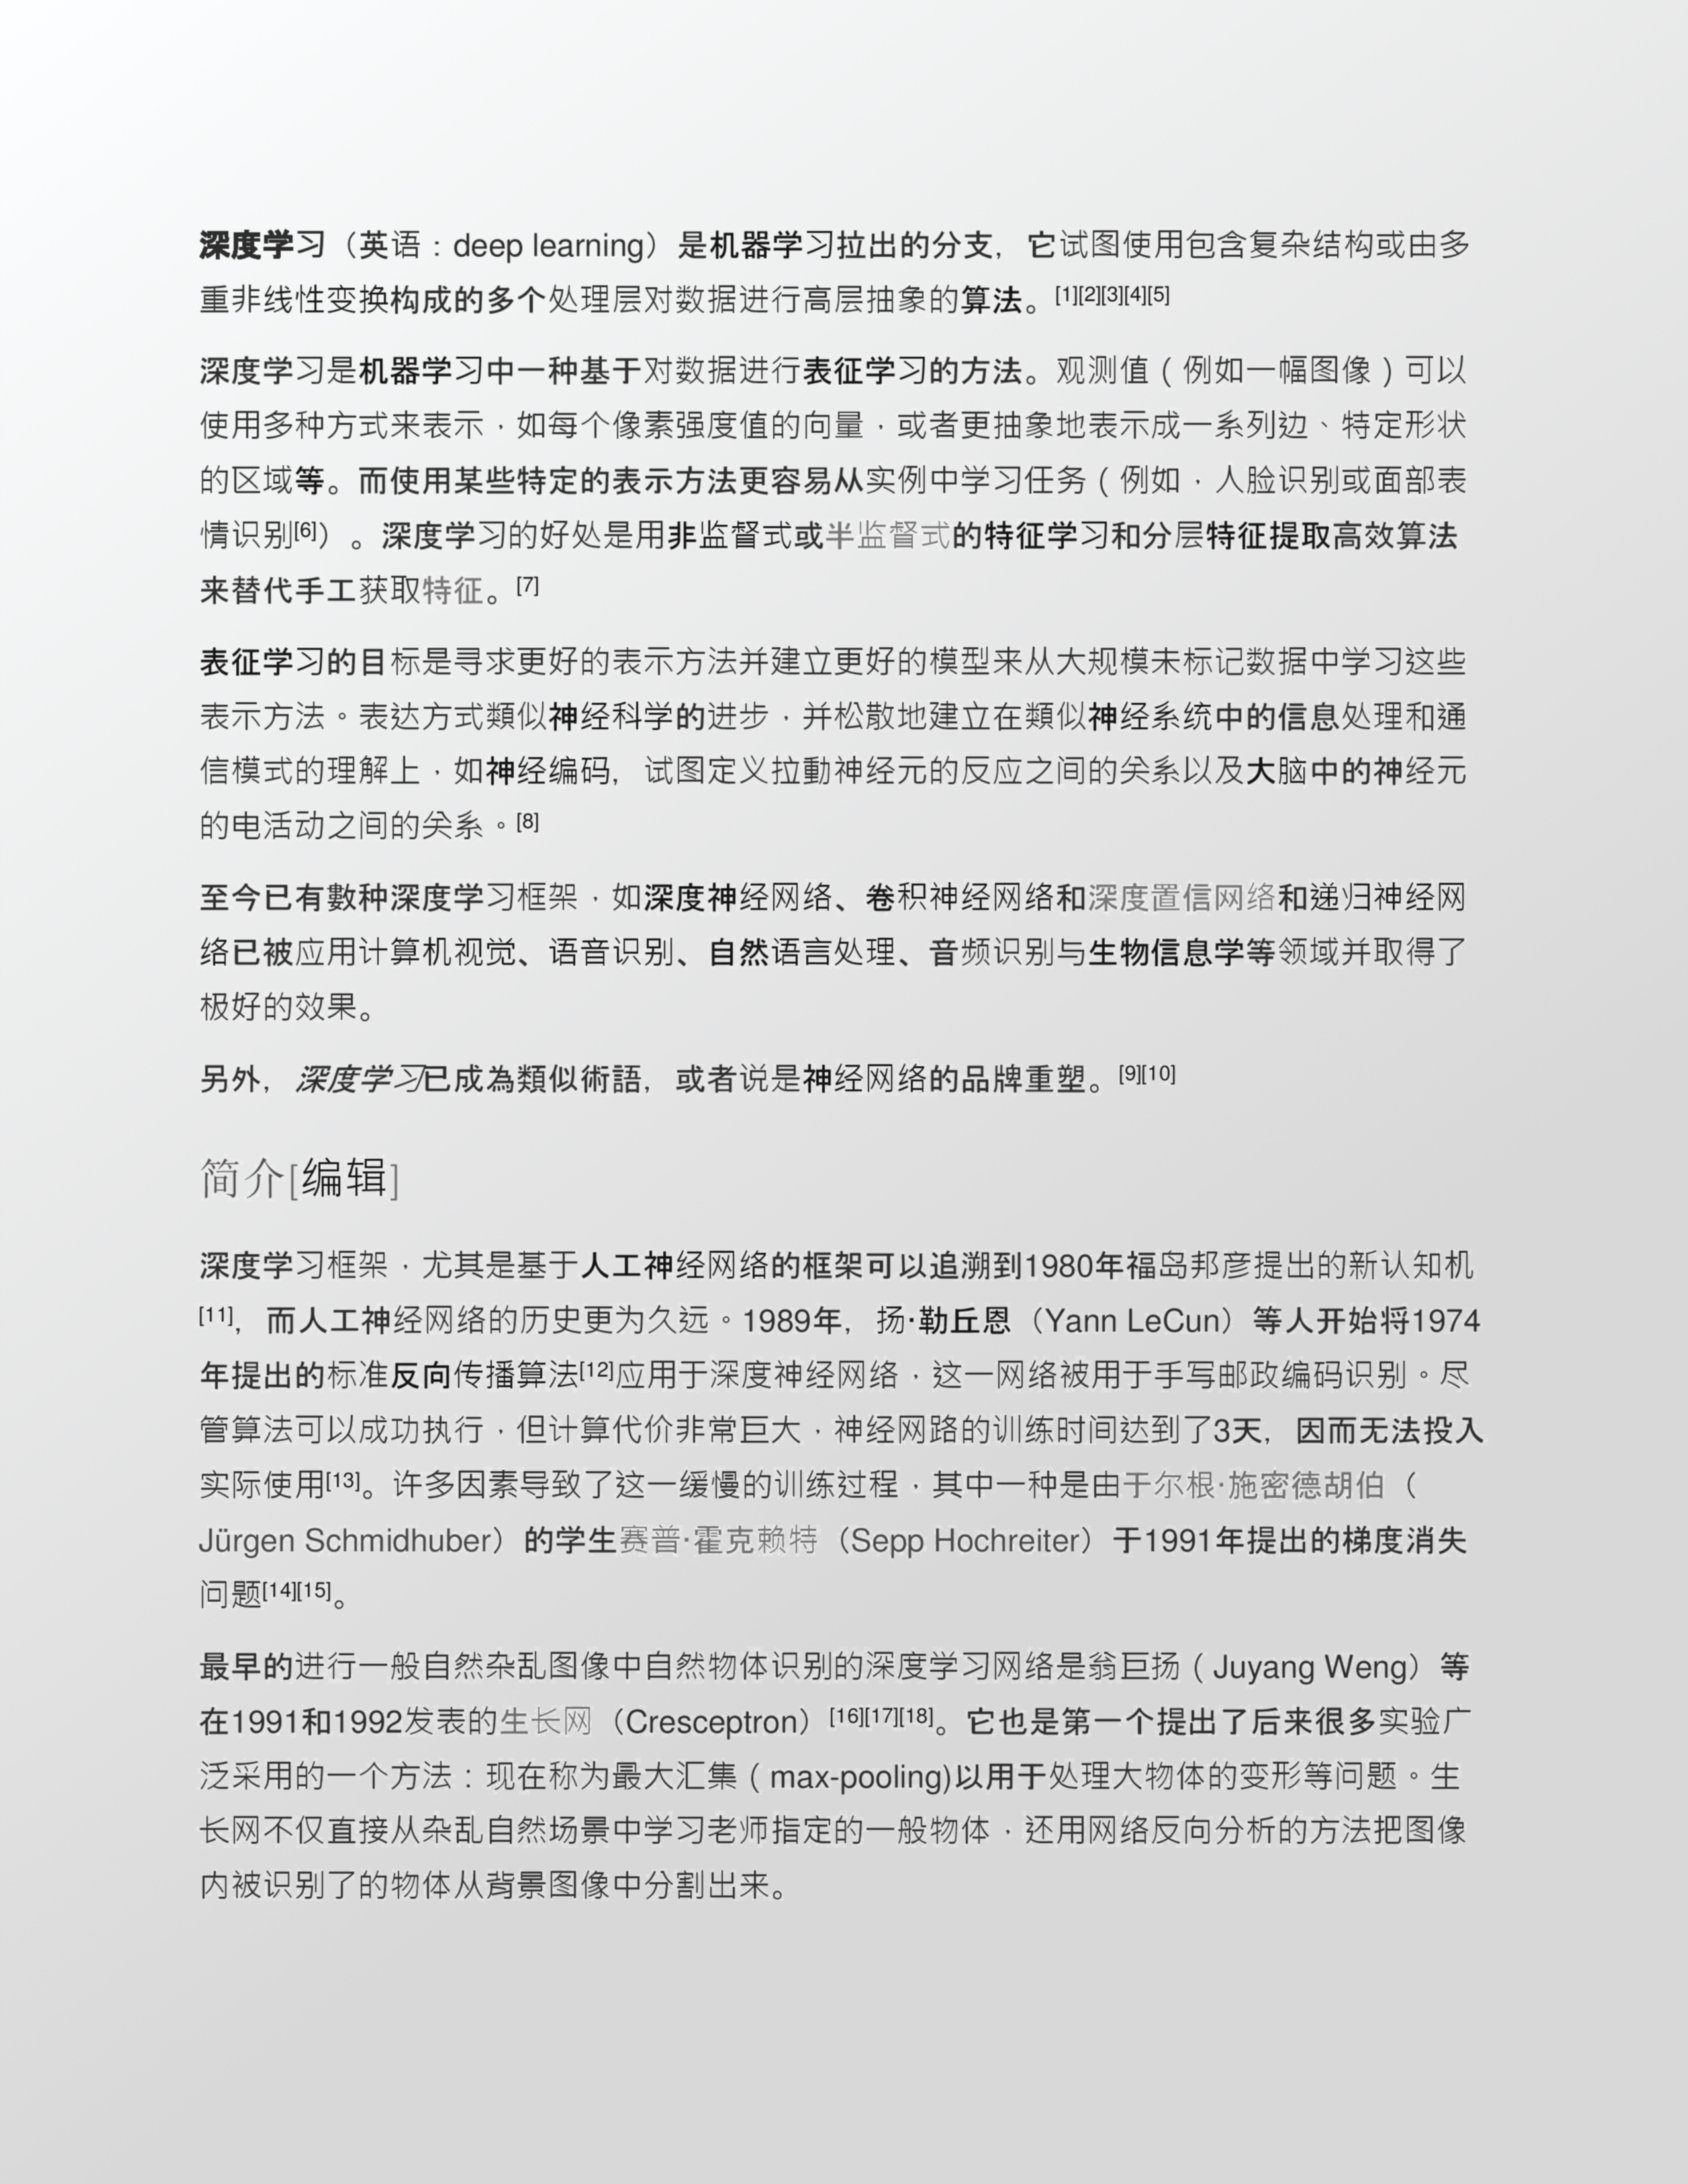 深度学习（英语：deep learning）是机器学习拉出的分支，它试图使用包含复杂结构或由多
重非线性变换构成的多个处理层对数据进行高层抽象的算法。[1][2][3][4][5]
深度学习是机器学习中一种基于对数据进行表征学习的方法。观测值（例如一幅图像）可以
使用多种方式来表示，如每个像素强度值的向量，或者更抽象地表示成一系列边、特定形状
的区域等。而使用某些特定的表示方法更容易从实例中学习任务（例如，人脸识别或面部表
情识别[6]）。深度学习的好处是用非监督式或半监督式的特征学习和分层特征提取高效算法
来替代手工获取特征。[7]
表征学习的目标是寻求更好的表示方法并建立更好的模型来从大规模未标记数据中学习这些
表示方法。表达方式類似神经科学的进步，并松散地建立在類似神经系统中的信息处理和通
信模式的理解上，如神经编码，试图定义拉動神经元的反应之间的关系以及大脑中的神经元
的电活动之间的关系。[8]
至今已有數种深度学习框架，如深度神经网络、卷积神经网络和深度置信网络和递归神经网
络已被应用计算机视觉、语音识别、自然语言处理、音频识别与生物信息学等领域并取得了
极好的效果。
另外，深度学习已成為類似術語，或者说是神经网络的品牌重塑。[9][10]
简介[编辑]
深度学习框架，尤其是基于人工神经网络的框架可以追溯到1980年福岛邦彦提出的新认知机
[11]，而人工神经网络的历史更为久远。1989年，扬·勒丘恩（Yann LeCun）等人开始将1974
年提出的标准反向传播算法[12]应用于深度神经网络，这一网络被用于手写邮政编码识别。尽
管算法可以成功执行，但计算代价非常巨大，神经网路的训练时间达到了3天，因而无法投入
实际使用[13]。许多因素导致了这一缓慢的训练过程，其中一种是由于尔根·施密德胡伯（
Jürgen Schmidhuber）的学生赛普·霍克赖特（Sepp Hochreiter）于1991年提出的梯度消失
问题[14][15]。
最早的进行一般自然杂乱图像中自然物体识别的深度学习网络是翁巨扬（Juyang Weng）等
在1991和1992发表的生长网（Cresceptron）[16][17][18]。它也是第一个提出了后来很多实验广
泛采用的一个方法：现在称为最大汇集（max-pooling)以用于处理大物体的变形等问题。生
长网不仅直接从杂乱自然场景中学习老师指定的一般物体，还用网络反向分析的方法把图像
内被识别了的物体从背景图像中分割出来。